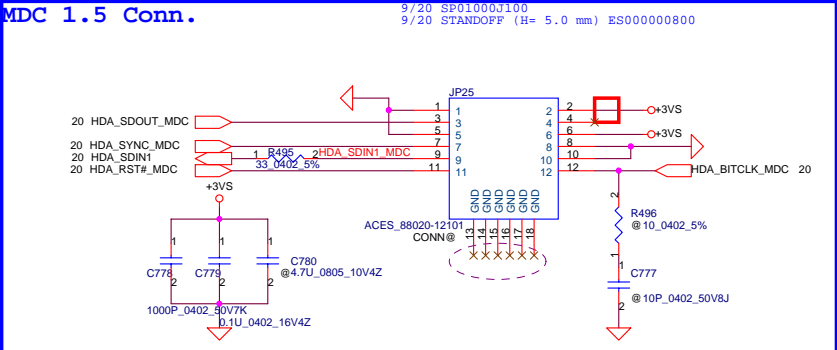 MDC 1.5 Conn.
9/20 SP01000J100
9/20 STANDOFF (H= 5.0 mm) ES000000800
JP25
1 1 2 2 +3VS
20 HDA_SDOUT_MDC 3 3 4 4
5 5 6 6 +3VS
20 HDA_SYNC_MDC 7 7 8 8
20 HDA_SDIN1 1 R495 2 HDA_SDIN1_MDC 9 9 10 10
33_0402_5%
20 HDA_RST#_MDC 11 11 12 12 HDA_BITCLK_MDC 20
GND GND GND GND GND GND
13 14 15 16 17 18
ACES_88020-12101
CONN@
+3VS
2
R496
@10_0402_5%
1
1 1 1
C778 C779 C780
@4.7U_0805_10V4Z
2 2 2
1000P_0402_50V7K
0.1U_0402_16V4Z
1
C777
@10P_0402_50V8J
2